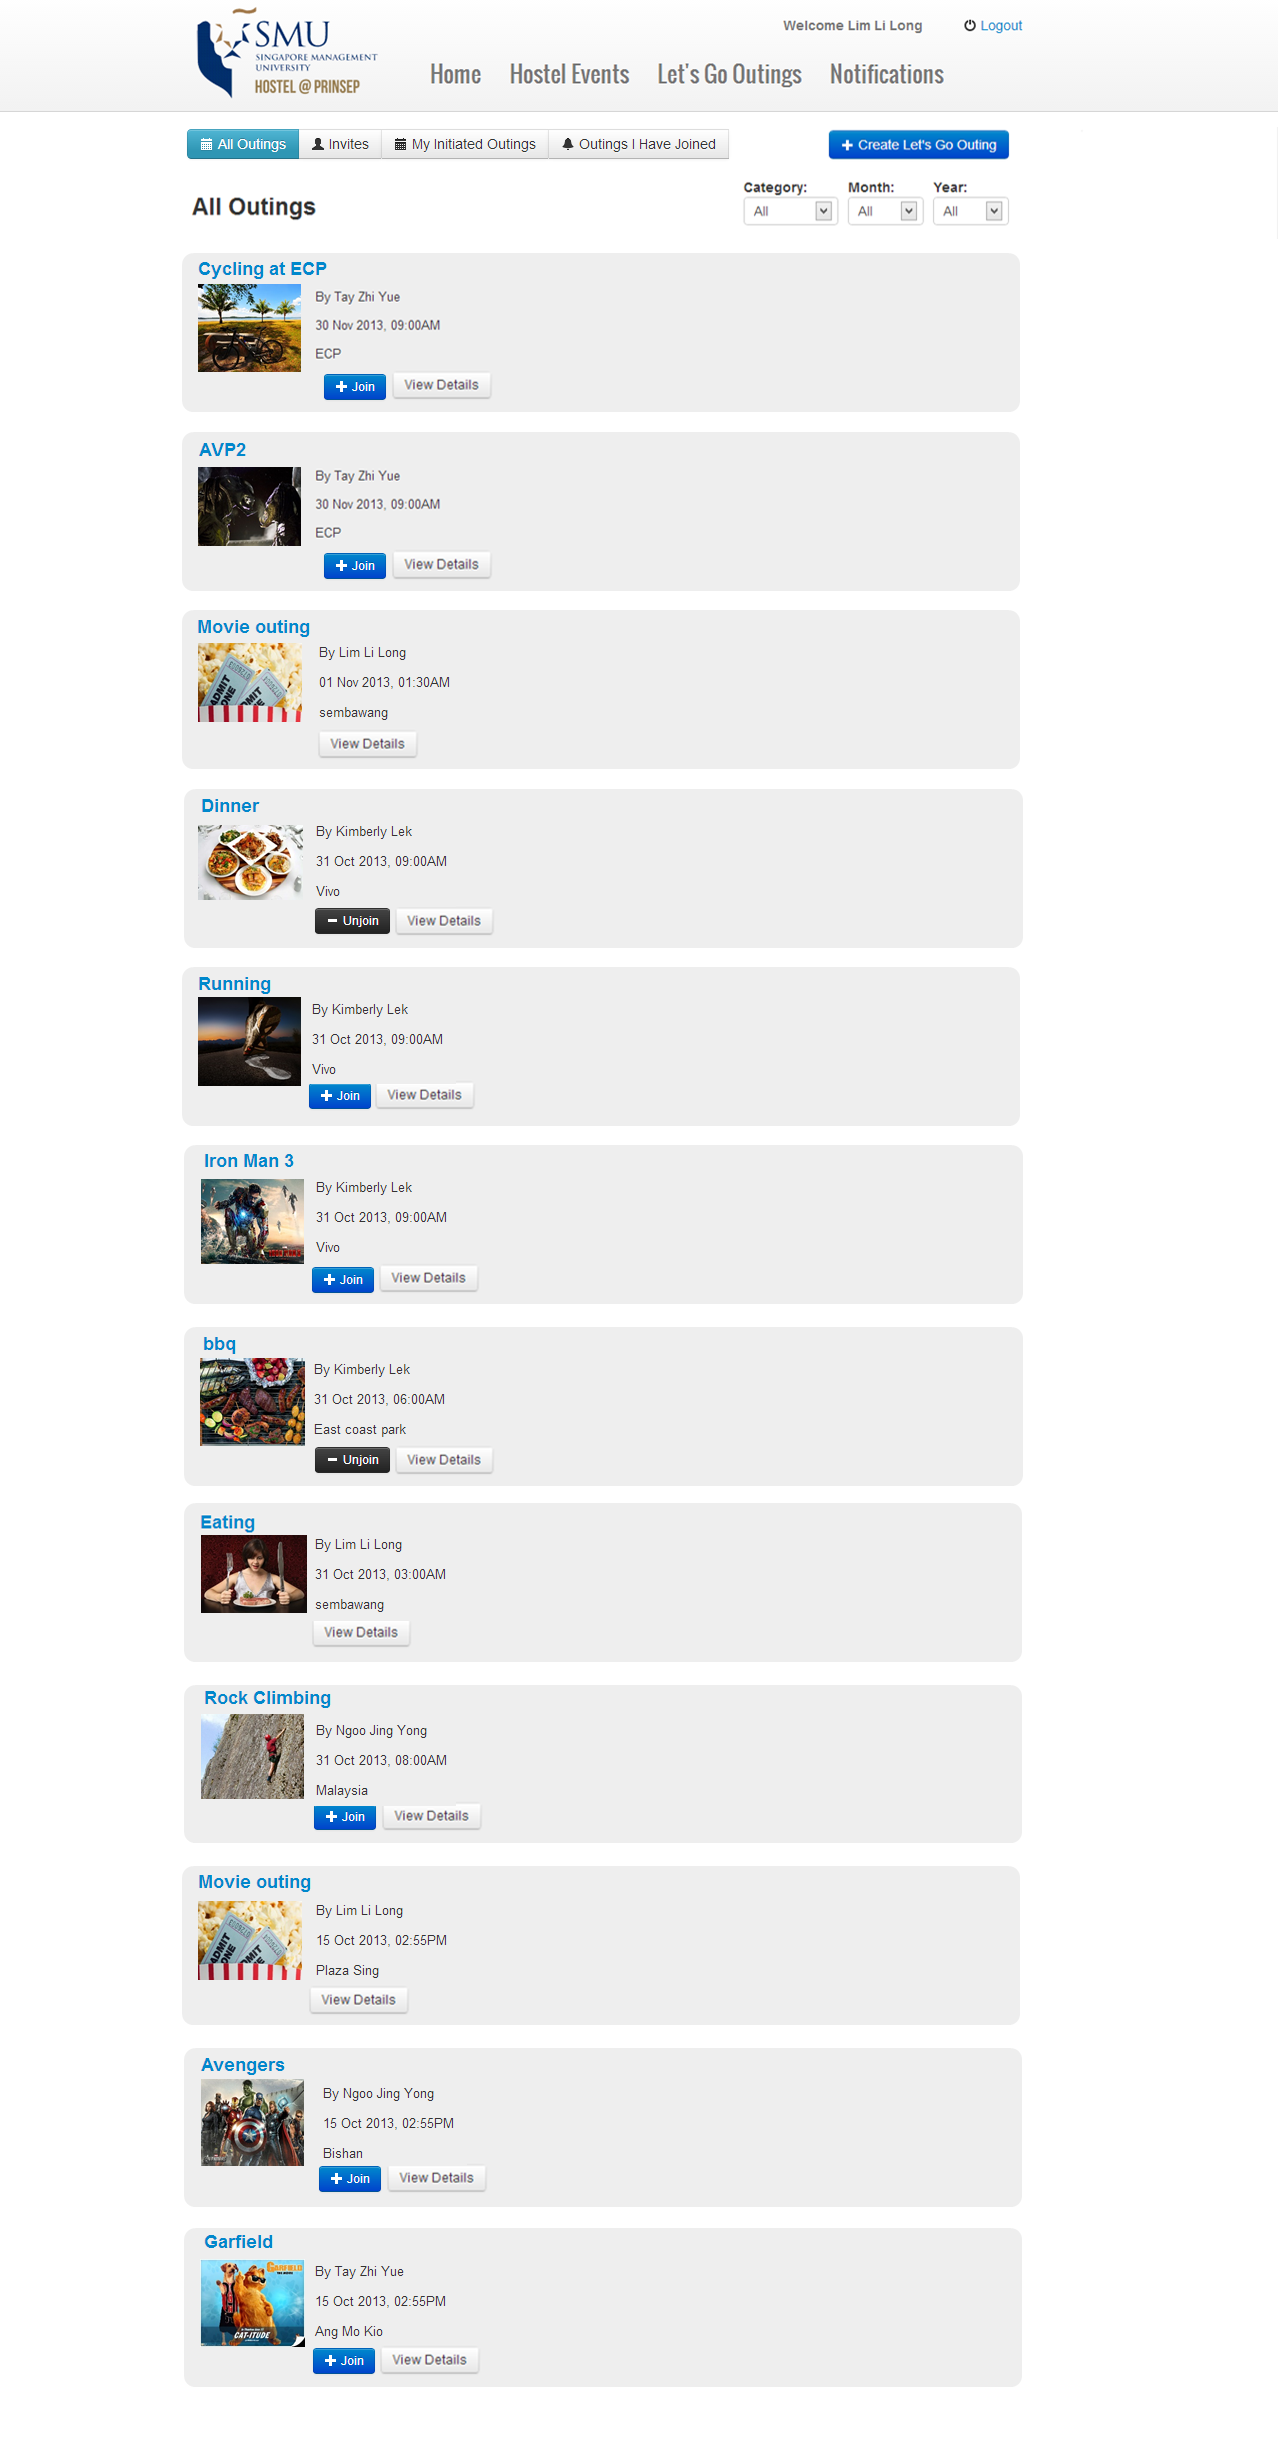 SMU
SINGAPORE MANAGEMENT
UNIVERSITY
HOSTEL @ PRINSEP
Welcome Lim Li Long
Logout
Home
Hostel Events
Let's Go Outings
Notifications
All Outings
Invites
My Initiated Outings
Outings I Have Joined
Create Let's Go Outing
All Outings
Category:
Month:
Year:
All
All
All
Cycling at ECP
By Tay Zhi Yue
30 Nov 2013, 09:00AM
ECP
Join
View Details
AVP2
By Tay Zhi Yue
30 Nov 2013, 09:00AM
ECP
Join
View Details
Movie outing
ADMIT
ONE
By Lim Li Long
01 Nov 2013, 01:30AM
sembawang
View Details
Dinner
By Kimberly Lek
31 Oct 2013, 09:00AM
Vivo
Unjoin
View Details
Running
By Kimberly Lek
31 Oct 2013, 09:00AM
Vivo
Join
View Details
Iron Man 3
By Kimberly Lek
31 Oct 2013, 09:00AM
Vivo
Join
View Details
bbq
By Kimberly Lek
31 Oct 2013, 06:00AM
East coast park
Unjoin
View Details
Eating
By Lim Li Long
31 Oct 2013, 03:00AM
sembawang
View Details
Rock Climbing
By Ngoo Jing Yong
31 Oct 2013, 08:00AM
Malaysia
Join
View Details
Movie outing
ADMIT
ONE
By Lim Li Long
15 Oct 2013, 02:55PM
Plaza Sing
View Details
Avengers
By Ngoo Jing Yong
15 Oct 2013, 02:55PM
Bishan
Join
View Details
Garfield
GARFIELD
CAT-ITUDE
By Tay Zhi Yue
15 Oct 2013, 02:55PM
Ang Mo Kio
Join
View Details